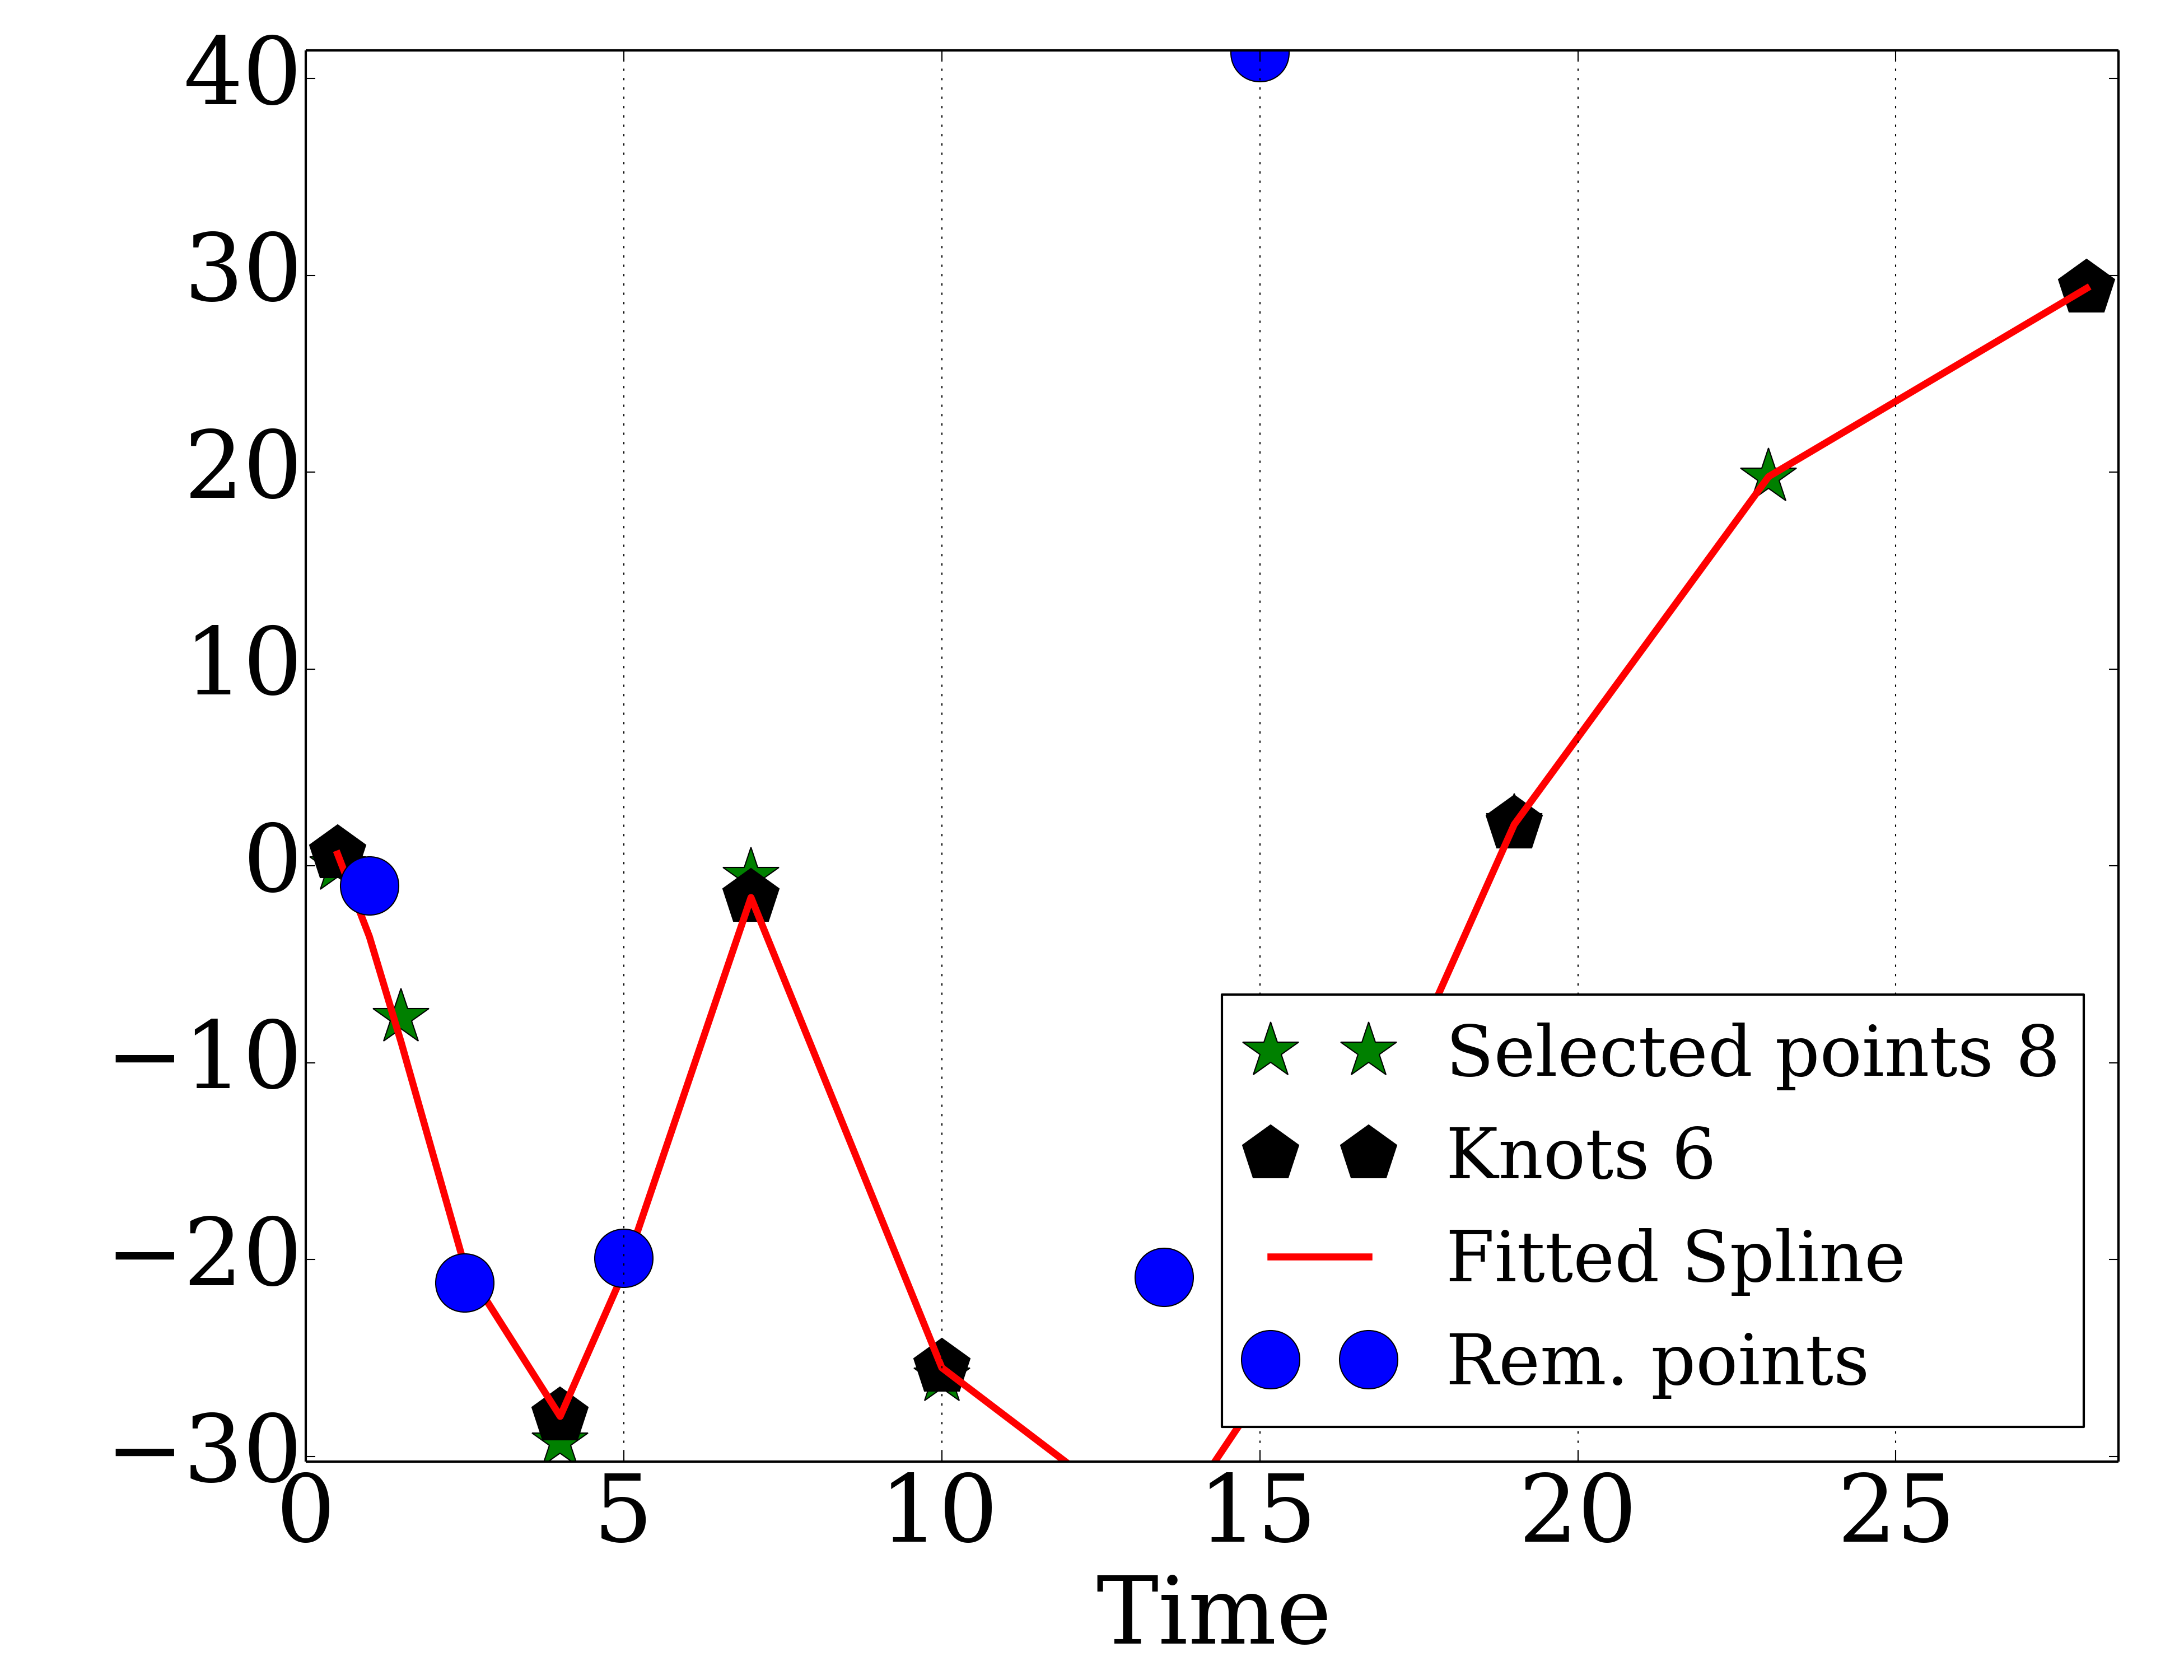 40
30
20
10
0
−10
−20
−30
0 5 10 15 20 25
Time
Selected points 8
Knots 6
Fitted Spline
Rem. points